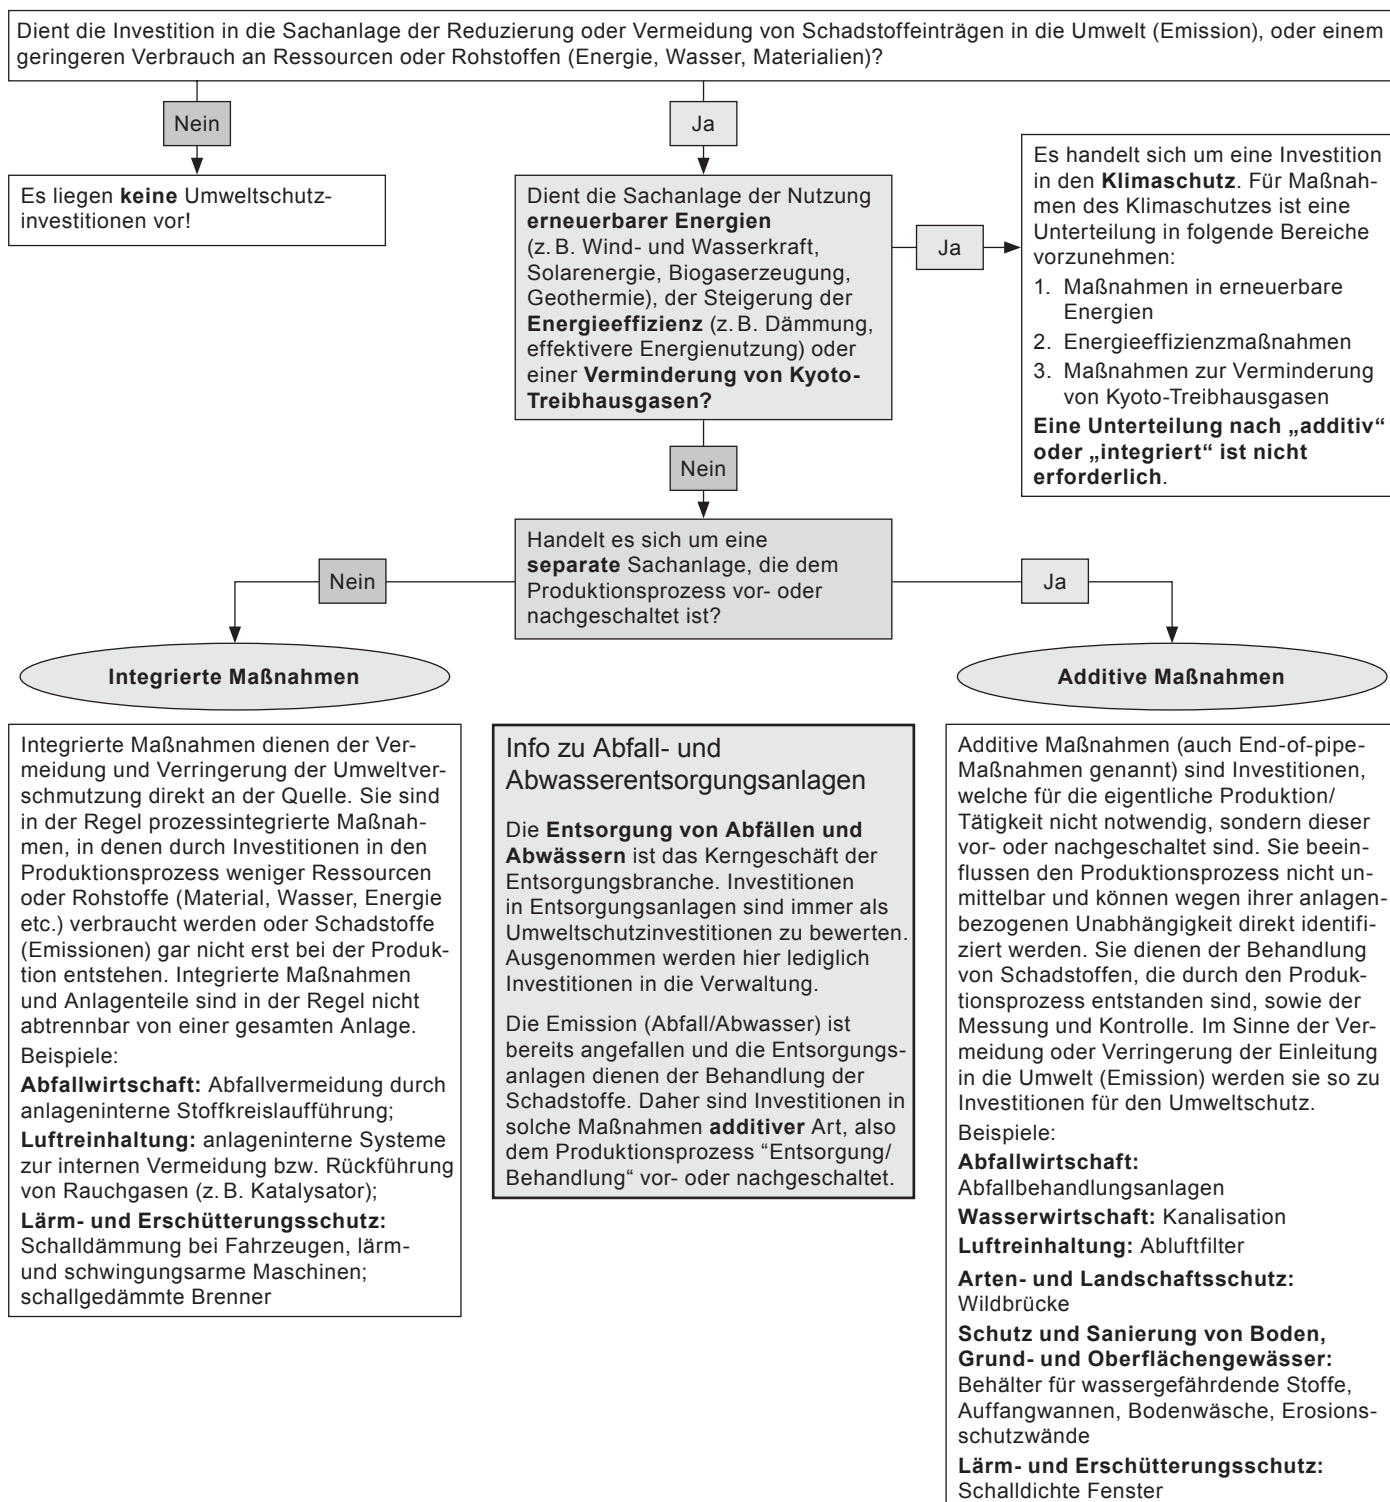 Dient die Investition in die Sachanlage der Reduzierung oder Vermeidung von Schadstoffeinträgen in die Umwelt (Emission), oder einem
geringeren Verbrauch an Ressourcen oder Rohstoffen (Energie, Wasser, Materialien)?
Nein
Ja
Es liegen keine Umweltschutz-
investitionen vor!
Dient die Sachanlage der Nutzung
erneuerbarer Energien
(z. B. Wind- und Wasserkraft,
Solarenergie, Biogaserzeugung,
Geothermie), der Steigerung der
Energieeffizienz (z. B. Dämmung,
effektivere Energienutzung) oder
einer Verminderung von Kyoto-
Treibhausgasen?
Ja
Es handelt sich um eine Investition
in den Klimaschutz. Für Maßnah-
men des Klimaschutzes ist eine
Unterteilung in folgende Bereiche
vorzunehmen:
1. Maßnahmen in erneuerbare
Energien
2. Energieeffizienzmaßnahmen
3. Maßnahmen zur Verminderung
von Kyoto-Treibhausgasen
Eine Unterteilung nach „additiv“
oder „integriert“ ist nicht
erforderlich.
Nein
Handelt es sich um eine
separate Sachanlage, die dem
Produktionsprozess vor- oder
nachgeschaltet ist?
Nein
Ja
Integrierte Maßnahmen
Additive Maßnahmen
Integrierte Maßnahmen dienen der Ver-
meidung und Verringerung der Umweltver-
schmutzung direkt an der Quelle. Sie sind
in der Regel prozessintegrierte Maßnah-
men, in denen durch Investitionen in den
Produktionsprozess weniger Ressourcen
oder Rohstoffe (Material, Wasser, Energie
etc.) verbraucht werden oder Schadstoffe
(Emissionen) gar nicht erst bei der Produk-
tion entstehen. Integrierte Maßnahmen
und Anlagenteile sind in der Regel nicht
abtrennbar von einer gesamten Anlage.
Beispiele:
Abfallwirtschaft: Abfallvermeidung durch
anlageninterne Stoffkreislaufführung;
Luftreinhaltung: anlageninterne Systeme
zur internen Vermeidung bzw. Rückführung
von Rauchgasen (z. B. Katalysator);
Lärm- und Erschütterungsschutz:
Schalldämmung bei Fahrzeugen, lärm-
und schwingungsarme Maschinen;
schallgedämmte Brenner
Info zu Abfall- und
Abwasserentsorgungsanlagen
Die Entsorgung von Abfällen und
Abwässern ist das Kerngeschäft der
Entsorgungsbranche. Investitionen
in Entsorgungsanlagen sind immer als
Umweltschutzinvestitionen zu bewerten.
Ausgenommen werden hier lediglich
Investitionen in die Verwaltung.
Die Emission (Abfall/Abwasser) ist
bereits angefallen und die Entsorgungs-
anlagen dienen der Behandlung der
Schadstoffe. Daher sind Investitionen in
solche Maßnahmen additiver Art, also
dem Produktionsprozess “Entsorgung/
Behandlung“ vor- oder nachgeschaltet.
Additive Maßnahmen (auch End-of-pipe-
Maßnahmen genannt) sind Investitionen,
welche für die eigentliche Produktion/
Tätigkeit nicht notwendig, sondern dieser
vor- oder nachgeschaltet sind. Sie beein-
flussen den Produktionsprozess nicht un-
mittelbar und können wegen ihrer anlagen-
bezogenen Unabhängigkeit direkt identifi-
ziert werden. Sie dienen der Behandlung
von Schadstoffen, die durch den Produk-
tionsprozess entstanden sind, sowie der
Messung und Kontrolle. Im Sinne der Ver-
meidung oder Verringerung der Einleitung
in die Umwelt (Emission) werden sie so zu
Investitionen für den Umweltschutz.
Beispiele:
Abfallwirtschaft:
Abfallbehandlungsanlagen
Wasserwirtschaft: Kanalisation
Luftreinhaltung: Abluftfilter
Arten- und Landschaftsschutz:
Wildbrücke
Schutz und Sanierung von Boden,
Grund- und Oberflächengewässer:
Behälter für wassergefährdende Stoffe,
Auffangwannen, Bodenwäsche, Erosions-
schutzwände
Lärm- und Erschütterungsschutz:
Schalldichte Fenster